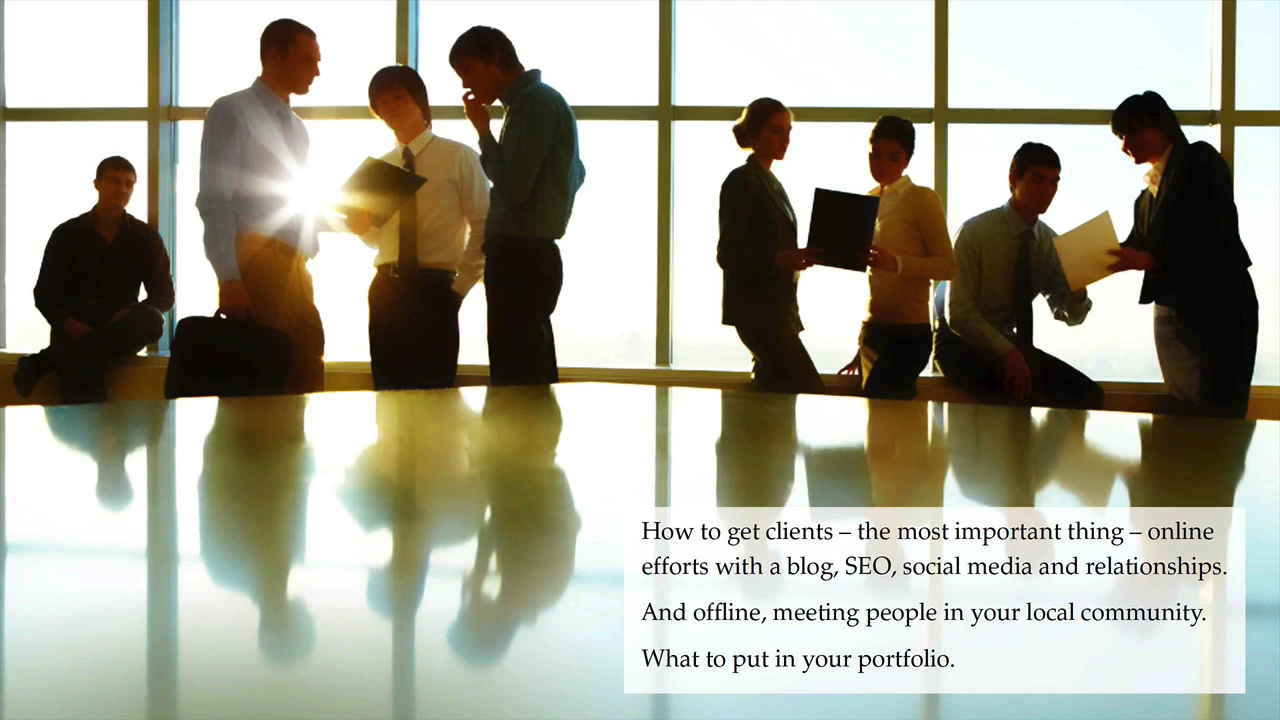 How to get clients – the most important thing – online
efforts with a blog, SEO, social media and relationships.
And offline, meeting people in your local community.
What to put in your portfolio.